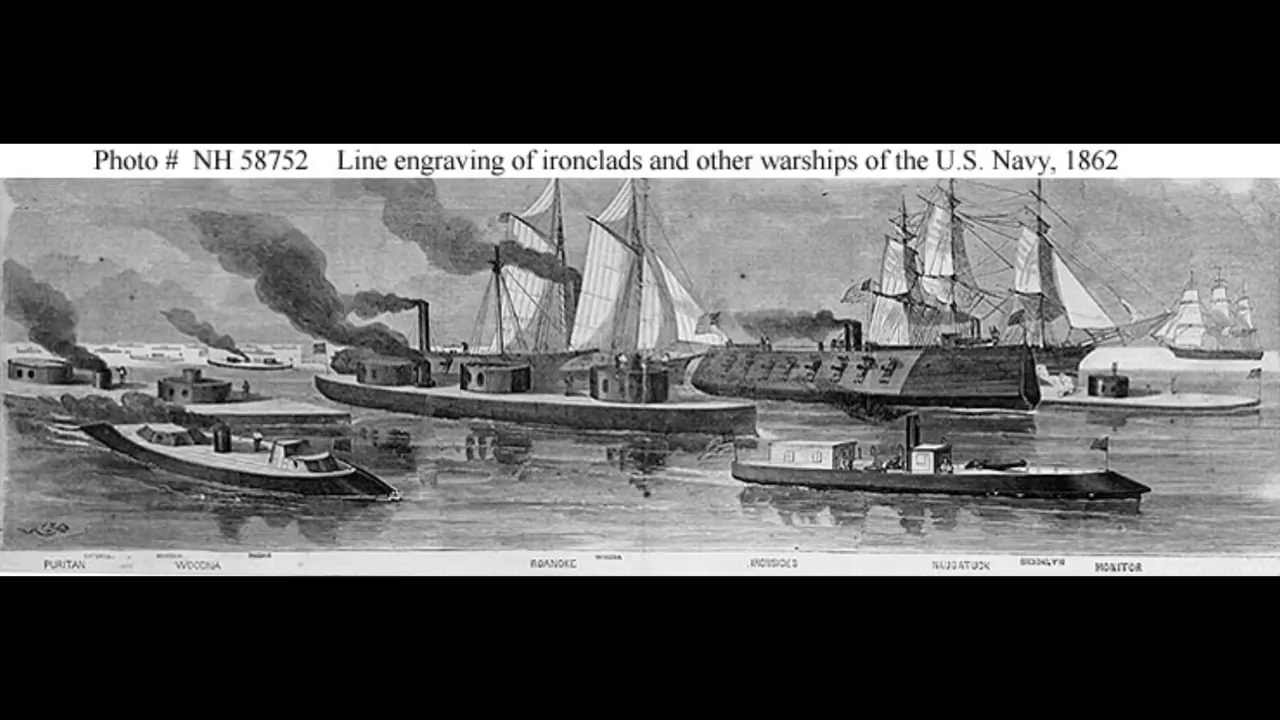 Photo # NH 58752 Line engraving of ironclads and other warships of the U.S. Navy, 1862
PURITAN WOODNA ROANOKE IRONSIDES NAUGATUCK BROOKLYN MONITOR